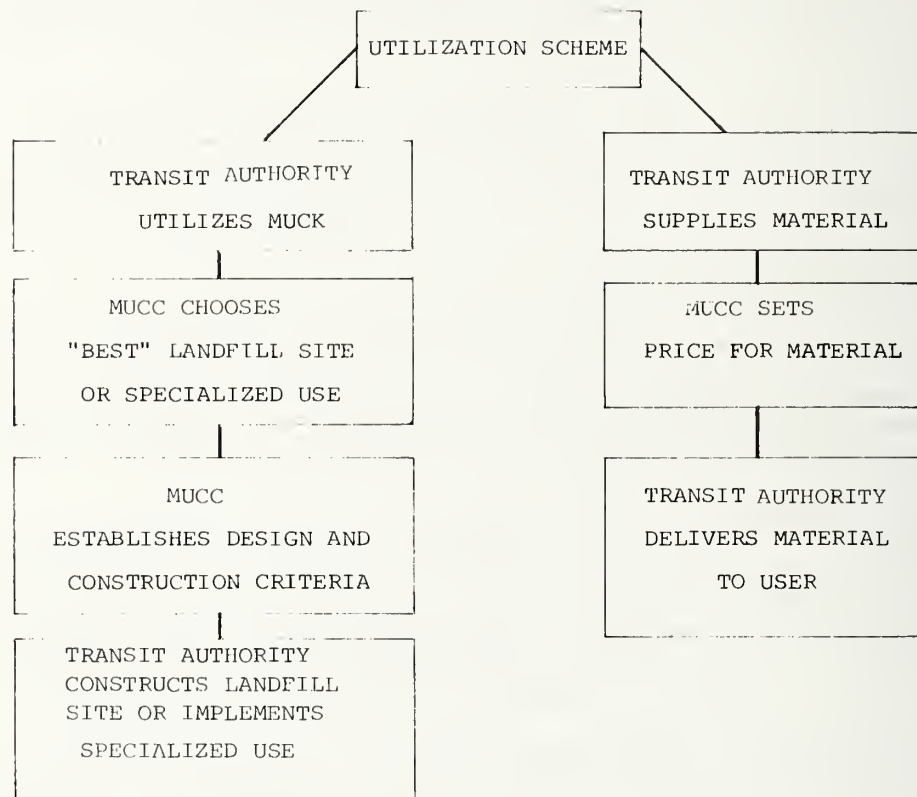 UTILIZATION SCHEME
TRANSIT AUTHORITY
UTILIZES MUCK
MUCC CHOOSES
"BEST" LANDFILL SITE
OR SPECIALIZED USE
MUCC
ESTABLISHES DESIGN AND
CONSTRUCTION CRITERIA
TRANSIT AUTHORITY
CONSTRUCTS LANDFILL
SITE OR IMPLEMENTS
SPECIALIZED USE
TRANSIT AUTHORITY
SUPPLIES MATERIAL
MUCC SETS
PRICE FOR MATERIAL
TRANSIT AUTHORITY
DELIVERS MATERIAL
TO USER